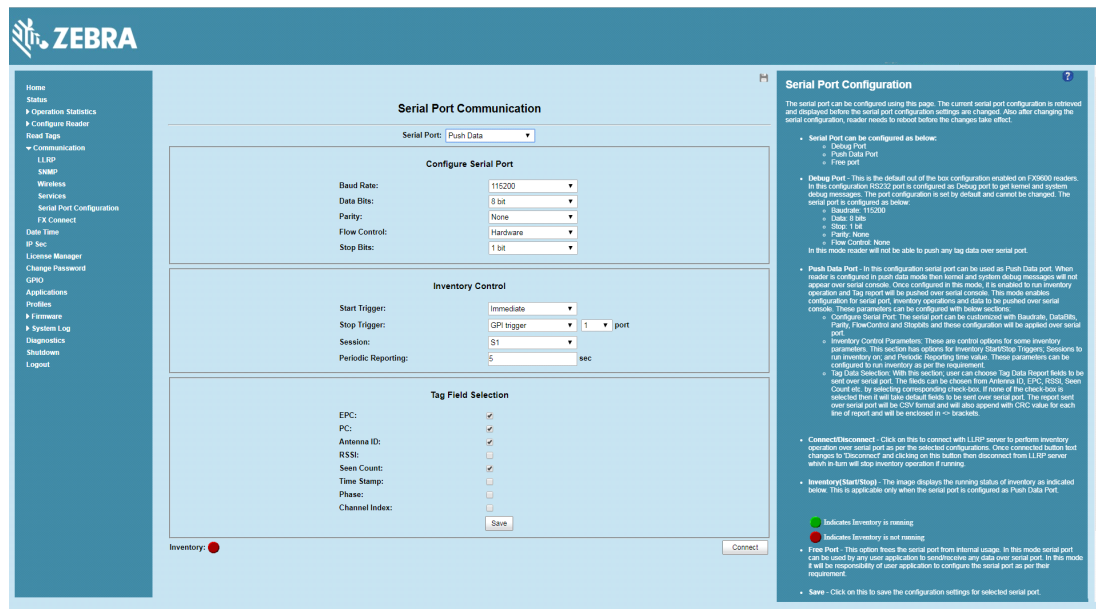 ZEBRA
Home
Status
Operation Statistics
Configure Reader
Read Tags
Communication
LLRP
SNMP
Wireless
Services
Serial Port Configuration
FX Connect
Date Time
IP Sec
License Manager
Change Password
GPIO
Applications
Profiles
Firmware
System Log
Diagnostics
Shutdown
Logout
Serial Port Communication
Serial Port: Push Data
Configure Serial Port
Baud Rate: 115200
Data Bits: 8 bit
Parity: None
Flow Control: Hardware
Stop Bits: 1 bit
Inventory Control
Start Trigger: Immediate
Stop Trigger: GPI trigger 1 port
Session: S1
Periodic Reporting: 5 sec
Tag Field Selection
EPC:
PC:
Antenna ID:
RSSI:
Seen Count:
Time Stamp:
Phase:
Channel Index:
Save
Inventory:
Connect
?
Serial Port Configuration
The serial port can be configured using this page. The current serial port configuration is retrieved
and displayed before the serial port configuration settings are changed. Also after changing the
serial configuration, reader needs to reboot before the changes take effect.
• Serial Port can be configured as below:
Debug Port
Push Data Port
Free port
• Debug Port - This is the default out of the box configuration enabled on FX9600 readers.
In this configuration RS232 port is configured as Debug port to get kernel and system
debug messages. The port configuration is set by default and cannot be changed. The
serial port is configured as below:
Baudrate: 115200
Data: 8 bits
Stop: 1 bit
Parity: None
Flow Control: None
In this mode reader will not be able to push any tag data over serial port.
• Push Data Port - In this configuration serial port can be used as Push Data port. When
reader is configured in push data mode then kernel and system debug messages will not
appear over serial console. Once configured in this mode, it is enabled to run inventory
operation and Tag report will be pushed over serial console. This mode enables
configuration for serial port, inventory operations and data to be pushed over serial
console. These parameters can be configured with below sections:
Configure Serial Port: The serial port can be customized with Baudrate, DataBits,
Parity, FlowControl and Stopbits and these configuration will be applied over serial
port.
Inventory Control Parameters: These are control options for some inventory
parameters. This section has options for Inventory Start/Stop Triggers; Sessions to
run inventory on; and Periodic Reporting time value. These parameters can be
configured to run inventory as per the requirement.
Tag Data Selection: With this section; user can choose Tag Data Report fields to be
sent over serial port. The fileds can be chosen from Antenna ID, EPC, RSSI, Seen
Count etc. by selecting corresponding check-box. If none of the check-box is
selected then it will take default fields to be sent over serial port. The report sent
over serial port will be CSV format and will also append with CRC value for each
line of report and will be enclosed in <> brackets.
• Connect/Disconnect - Click on this to connect with LLRP server to perform inventory
operation over serial port as per the selected configurations. Once connected button text
changes to 'Disconnect' and clicking on this button then disconnect from LLRP server
whivh in-turn will stop inventory operation if running.
• Inventory(Start/Stop) - The image displays the running status of inventory as indicated
below. This is applicable only when the serial port is configured as Push Data Port.
Indicates Inventory is running
Indicates Inventory is not running
• Free Port - This option frees the serial port from internal usage. In this mode serial port
can be used by any user application to send/receive any data over serial port. In this mode
it will be responsibility of user application to configure the serial port as per their
requirement.
• Save - Click on this to save the configuration settings for selected serial port.